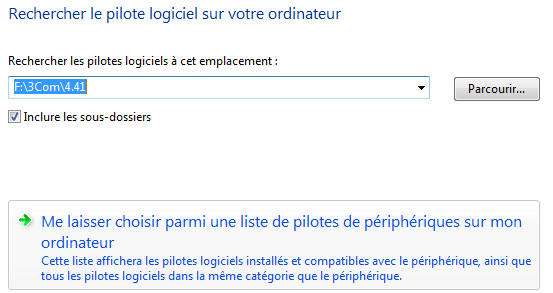 Rechercher le pilote logiciel sur votre ordinateur
Rechercher les pilotes logiciels à cet emplacement :
F:\3Com\4.41
Parcourir...
Inclure les sous-dossiers
Me laisser choisir parmi une liste de pilotes de périphériques sur mon
ordinateur
Cette liste affichera les pilotes logiciels installés et compatibles avec le périphérique, ainsi que
tous les pilotes logiciels dans la même catégorie que le périphérique.